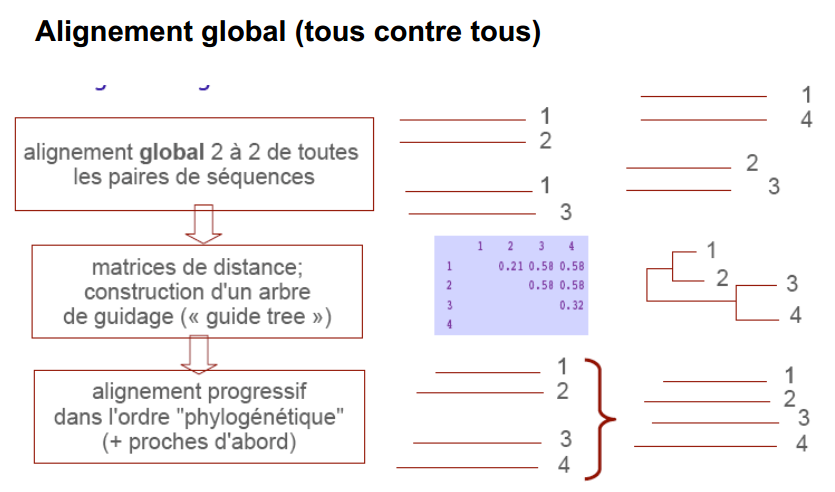 Alignement global (tous contre tous)
alignement global 2 à 2 de toutes
les paires de séquences
1
2
1
3
1
4
2
3
matrices de distance;
construction d'un arbre
de guidage (« guide tree »)
1 2 3 4
1 0.21 0.58 0.58
2 0.58 0.58
3 0.32
4
1
2
3
4
alignement progressif
dans l'ordre "phylogénétique"
(+ proches d'abord)
1
2
3
4
1
2
3
4